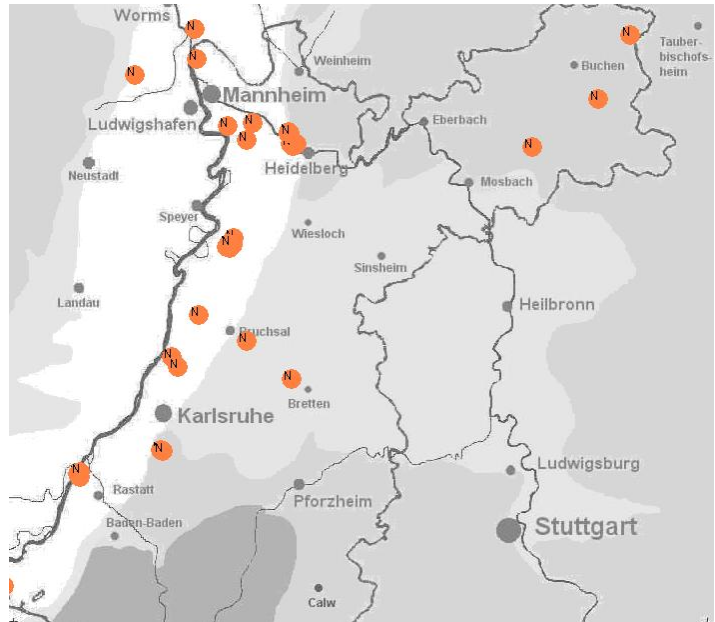 Worms
N
N
N
N
Tauber-
bischofs-
heim
Buchen
Weinheim
N
Mannheim
Ludwigshafen
N
N
N
N
N
Eberbach
N
Heidelberg
Neustadt
Mosbach
Speyer
Wiesloch
N
N
Sinsheim
Landau
Heilbronn
N
Bruchsal
N
N
N
N
Bretten
Karlsruhe
N
N
Ludwigsburg
Rastatt
Pforzheim
Baden-Baden
Stuttgart
Calw